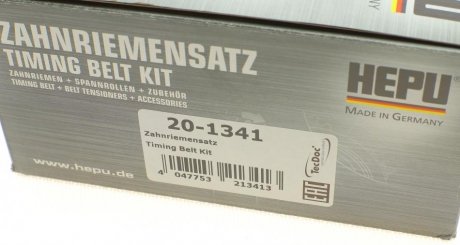 ZAHNRIEMENSATZ
TIMING BELT KIT
ZAHNRIEMEN + SPANNROLLEN + ZUBEHÖR
TIMING BELT + BELT TENSIONERS + ACCESSORIES
HEPU
MADE IN GERMANY
20-1341
Zahnriemensatz
Timing Belt Kit
4 047753 213413
TecDoc
EAC
www.hepu.de